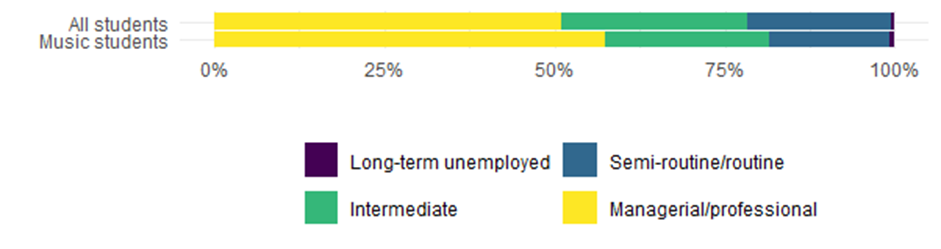 All students
Music students
0% 25% 50% 75% 100%
Long-term unemployed Semi-routine/routine
Intermediate Managerial/professional